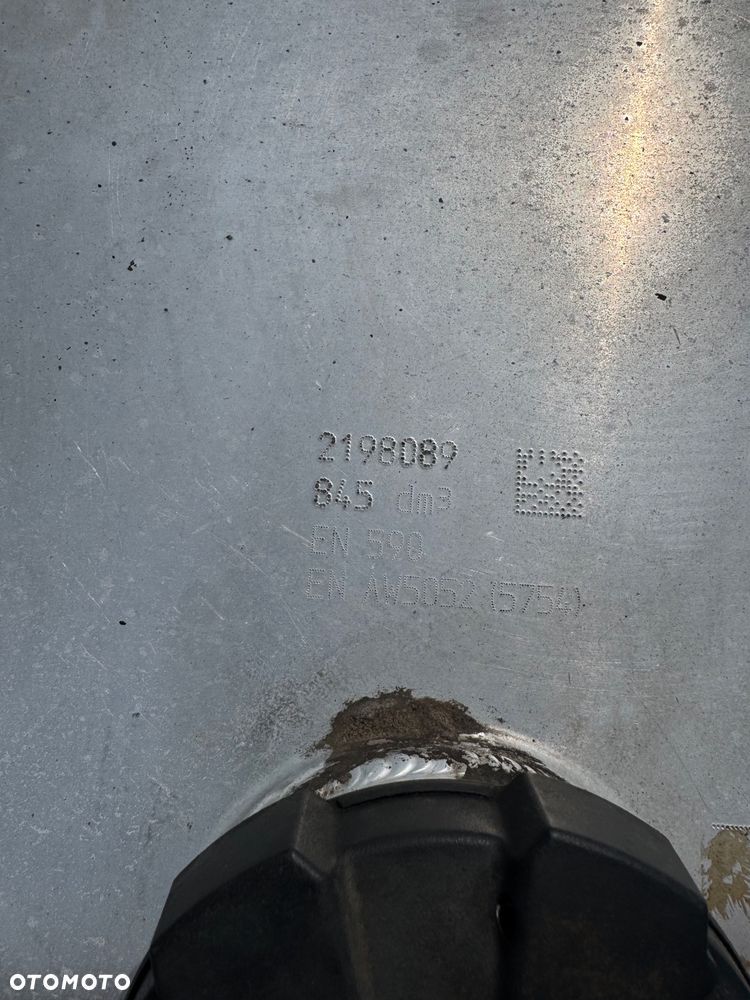 2198089
845 dm³
EN 590
EN AW5052 (5754)
OTOMOTO